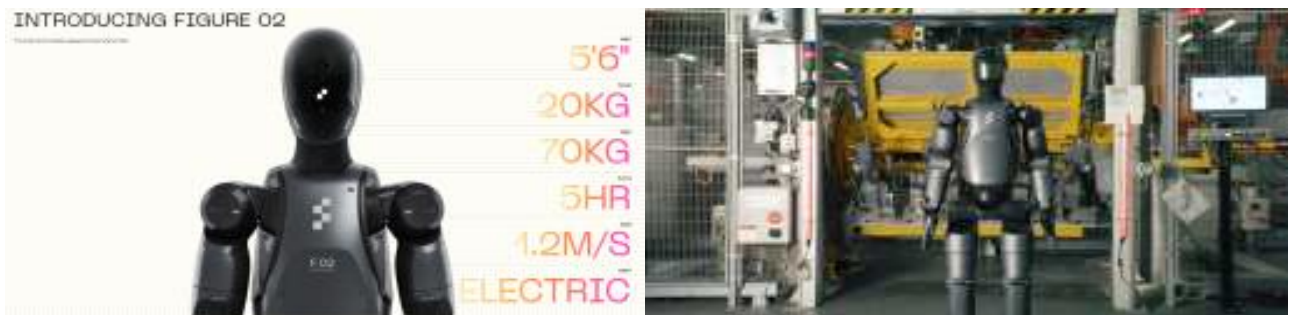 INTRODUCING FIGURE 02
5'6"
20KG
70KG
5HR
1.2M/S
ELECTRIC
F.02